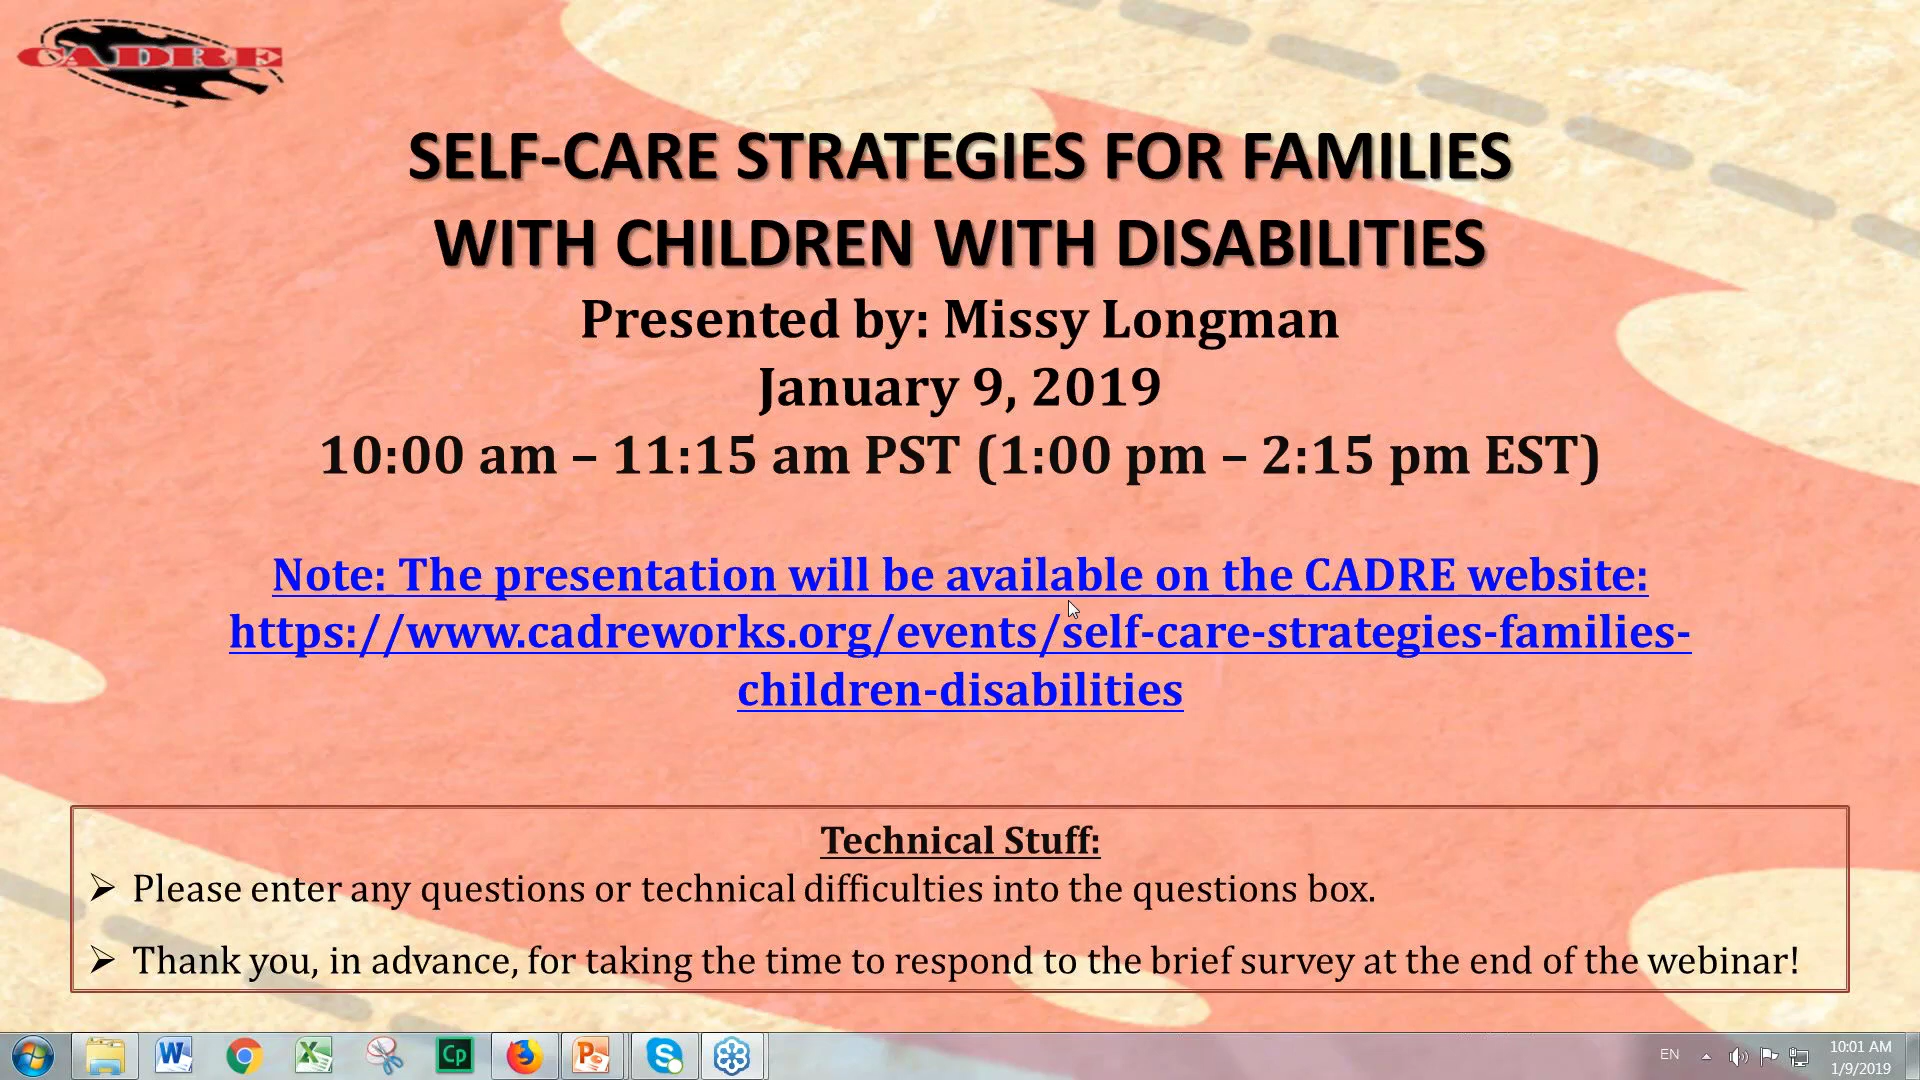 CADRE
SELF-CARE STRATEGIES FOR FAMILIES
WITH CHILDREN WITH DISABILITIES
Presented by: Missy Longman
January 9, 2019
10:00 am – 11:15 am PST (1:00 pm – 2:15 pm EST)
Note: The presentation will be available on the CADRE website:
https://www.cadreworks.org/events/self-care-strategies-families-
children-disabilities
Technical Stuff:
➢ Please enter any questions or technical difficulties into the questions box.
➢ Thank you, in advance, for taking the time to respond to the brief survey at the end of the webinar!
Cp
EN
10:01 AM
1/9/2019